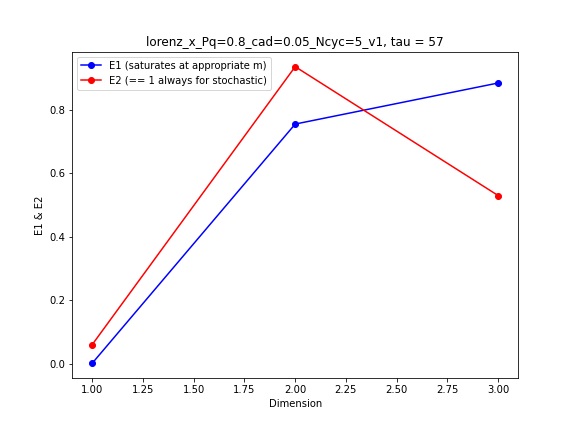 lorenz_x_Pq=0.8_cad=0.05_Ncyc=5_v1, tau = 57
E1 (saturates at appropriate m)
E2 (== 1 always for stochastic)
0.8
0.6
0.4
0.2
0.0
E1 & E2
1.00 1.25 1.50 1.75 2.00 2.25 2.50 2.75 3.00
Dimension